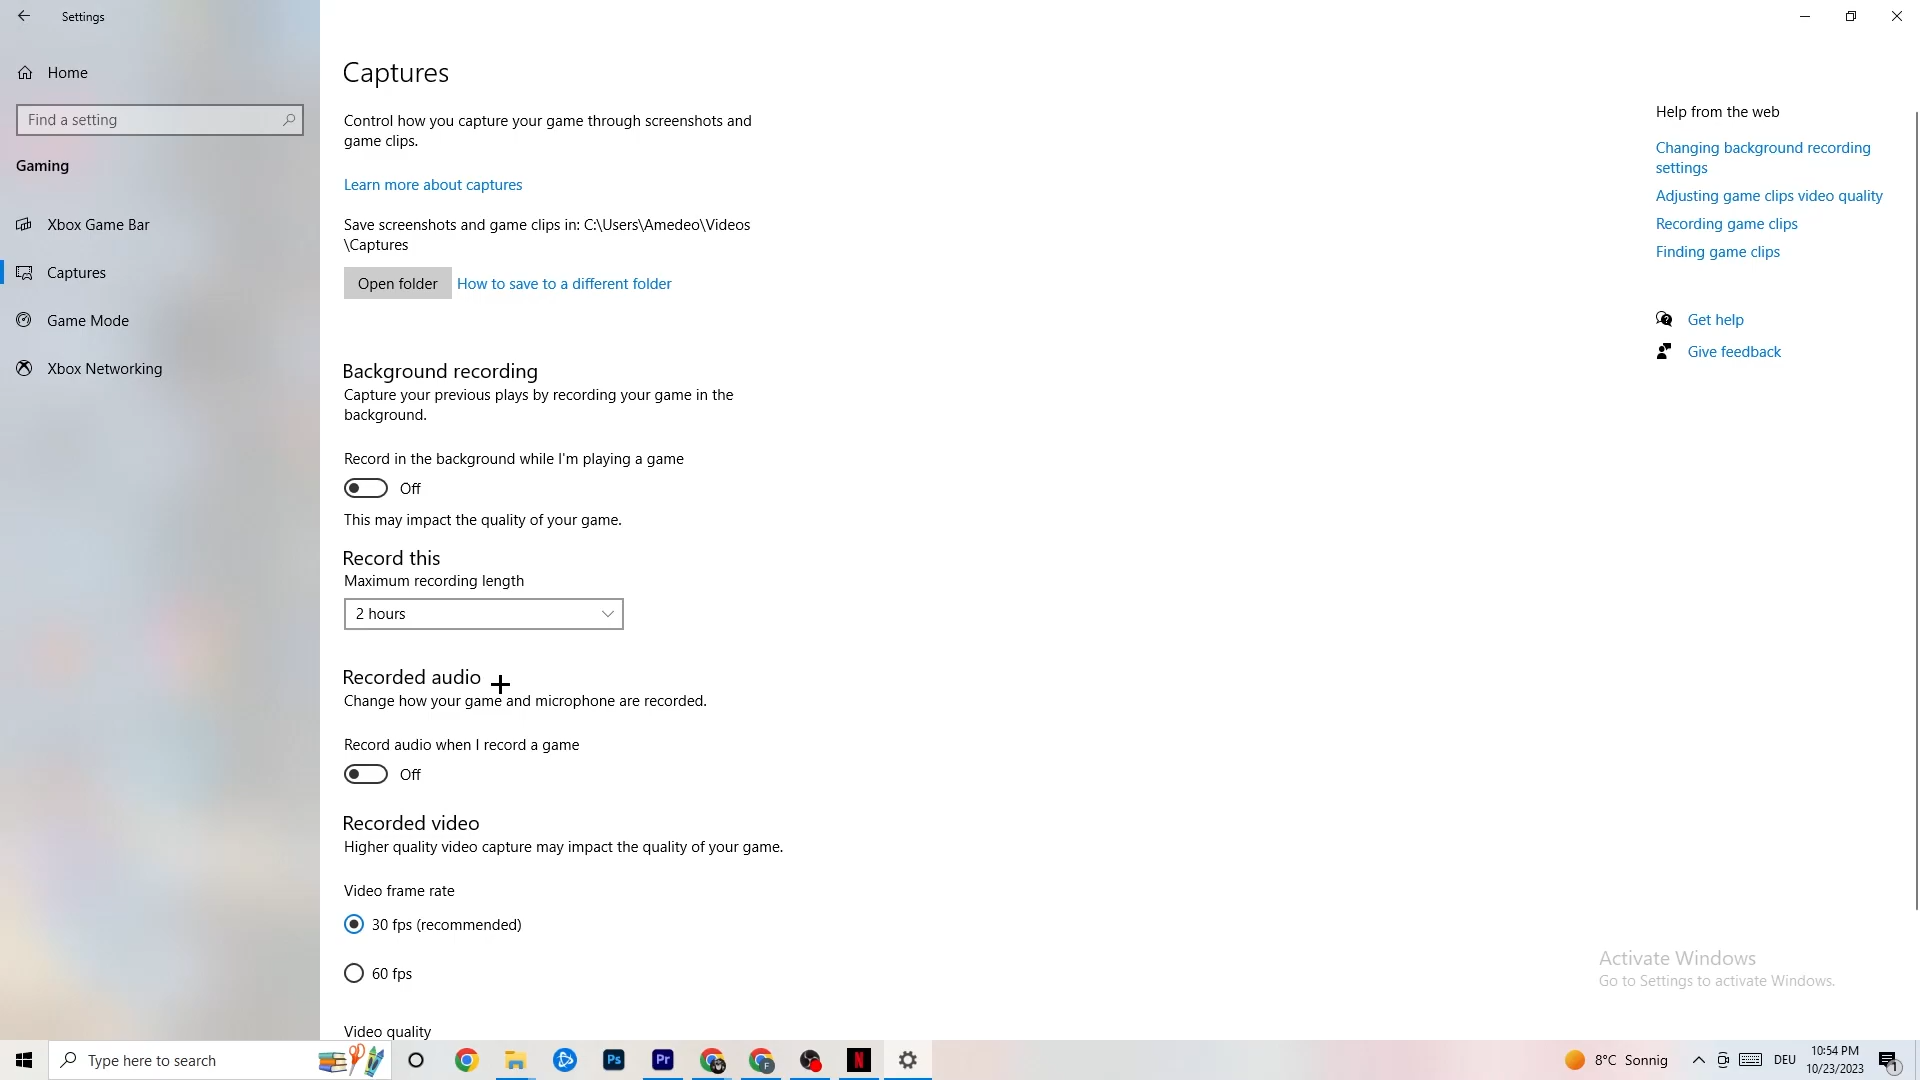 Settings
Home
Find a setting
Gaming
Xbox Game Bar
Captures
Game Mode
Xbox Networking
Captures
Control how you capture your game through screenshots and
game clips.
Learn more about captures
Save screenshots and game clips in: C:\Users\Amedeo\Videos
\Captures
Open folder
How to save to a different folder
Background recording
Capture your previous plays by recording your game in the
background.
Record in the background while I'm playing a game
Off
This may impact the quality of your game.
Record this
Maximum recording length
2 hours
Recorded audio
Change how your game and microphone are recorded.
Record audio when I record a game
Off
Recorded video
Higher quality video capture may impact the quality of your game.
Video frame rate
30 fps (recommended)
60 fps
Video quality
Help from the web
Changing background recording
settings
Adjusting game clips video quality
Recording game clips
Finding game clips
Get help
Give feedback
Activate Windows
Go to Settings to activate Windows.
Type here to search
Ps
Pr
F
N
8°C Sonnig
DEU
10:54 PM
10/23/2023
1